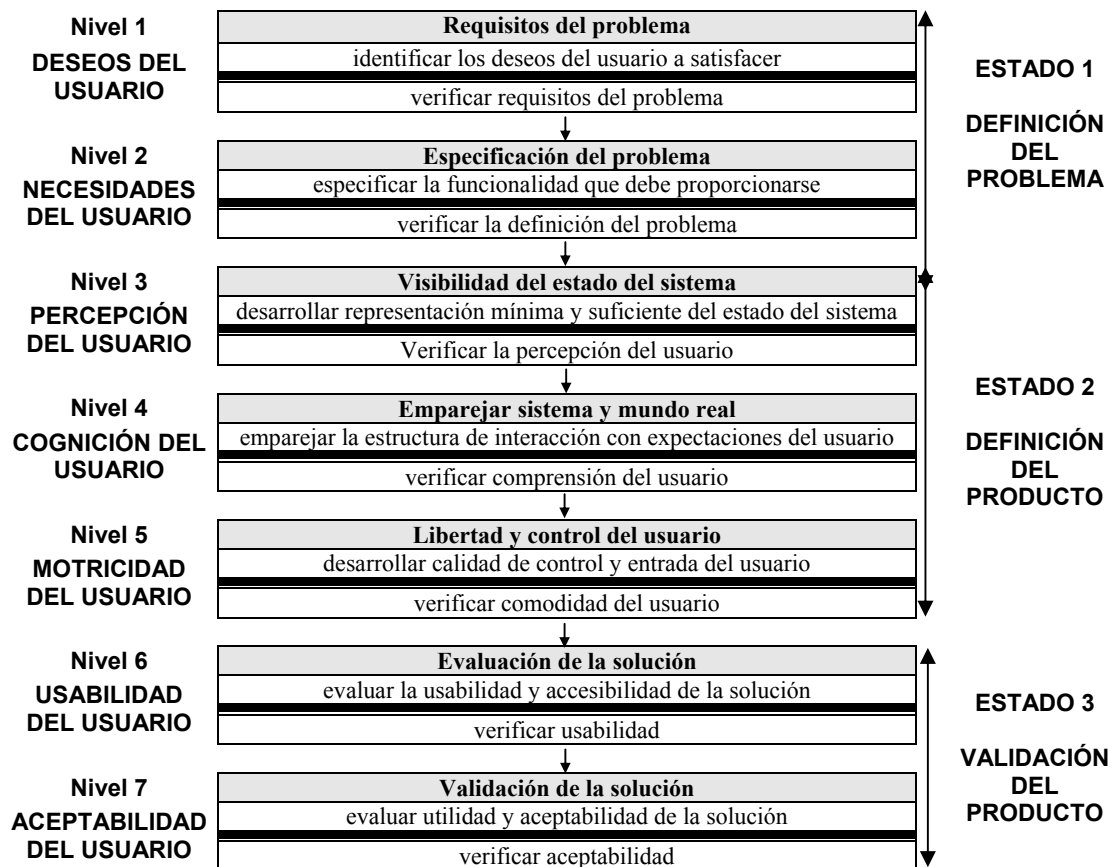 Nivel 1
DESEOS DEL
USUARIO
Requisitos del problema
identificar los deseos del usuario a satisfacer
verificar requisitos del problema
Nivel 2
NECESIDADES
DEL USUARIO
Especificación del problema
especificar la funcionalidad que debe proporcionarse
verificar la definición del problema
ESTADO 1
DEFINICIÓN
DEL
PROBLEMA
Nivel 3
PERCEPCIÓN
DEL USUARIO
Visibilidad del estado del sistema
desarrollar representación mínima y suficiente del estado del sistema
Verificar la percepción del usuario
Nivel 4
COGNICIÓN DEL
USUARIO
Emparejar sistema y mundo real
emparejar la estructura de interacción con expectaciones del usuario
verificar comprensión del usuario
Nivel 5
MOTRICIDAD
DEL USUARIO
Libertad y control del usuario
desarrollar calidad de control y entrada del usuario
verificar comodidad del usuario
ESTADO 2
DEFINICIÓN
DEL
PRODUCTO
Nivel 6
USABILIDAD
DEL USUARIO
Evaluación de la solución
evaluar la usabilidad y accesibilidad de la solución
verificar usabilidad
Nivel 7
ACEPTABILIDAD
DEL USUARIO
Validación de la solución
evaluar utilidad y aceptabilidad de la solución
verificar aceptabilidad
ESTADO 3
VALIDACIÓN
DEL
PRODUCTO